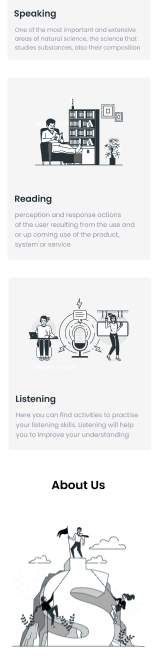 Speaking
One of the most important and extensive
areas of natural science, the science that
studies substances, also their composition
Reading
perception and response actions
of the user resulting from the use and
or up coming use of the product,
system or service
Listening
Here you can find activities to practise
your listening skills. Listening will help
you to improve your understanding
About Us